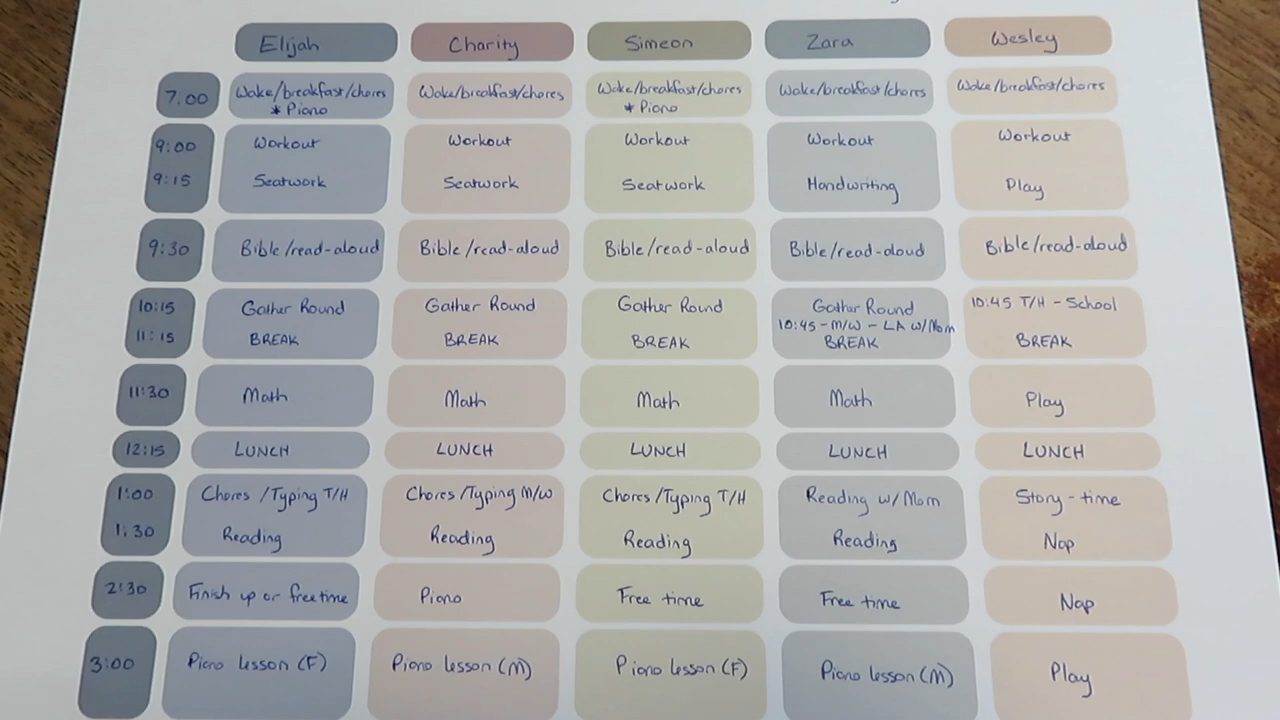 Elijah Charity Simeon Zara Wesley
7:00 Woke/breakfast/chores Woke/breakfast/chores Woke/breakfast/chores Woke/breakfast/chores Woke/breakfast/chores
* Piano * Piano
9:00 Workout Workout Workout Workout Workout
9:15 Seatwork Seatwork Seatwork Handwriting Play
9:30 Bible/read-aloud Bible/read-aloud Bible/read-aloud Bible/read-aloud Bible/read-aloud
10:15 Gather Round Gather Round Gather Round Gather Round 10:45 T/H - School
10:45 - M/W - LA w/Mom
11:15 BREAK BREAK BREAK BREAK BREAK
11:30 Math Math Math Math Play
12:15 LUNCH LUNCH LUNCH LUNCH LUNCH
1:00 Chores /Typing T/H Chores /Typing M/W Chores /Typing T/H Reading w/ Mom Story - time
1:30 Reading Reading Reading Reading Nap
2:30 Finish up or free time Piano Free time Free time Nap
3:00 Piano lesson (F) Piano lesson (M) Piano lesson (F) Piano lesson (M) Play